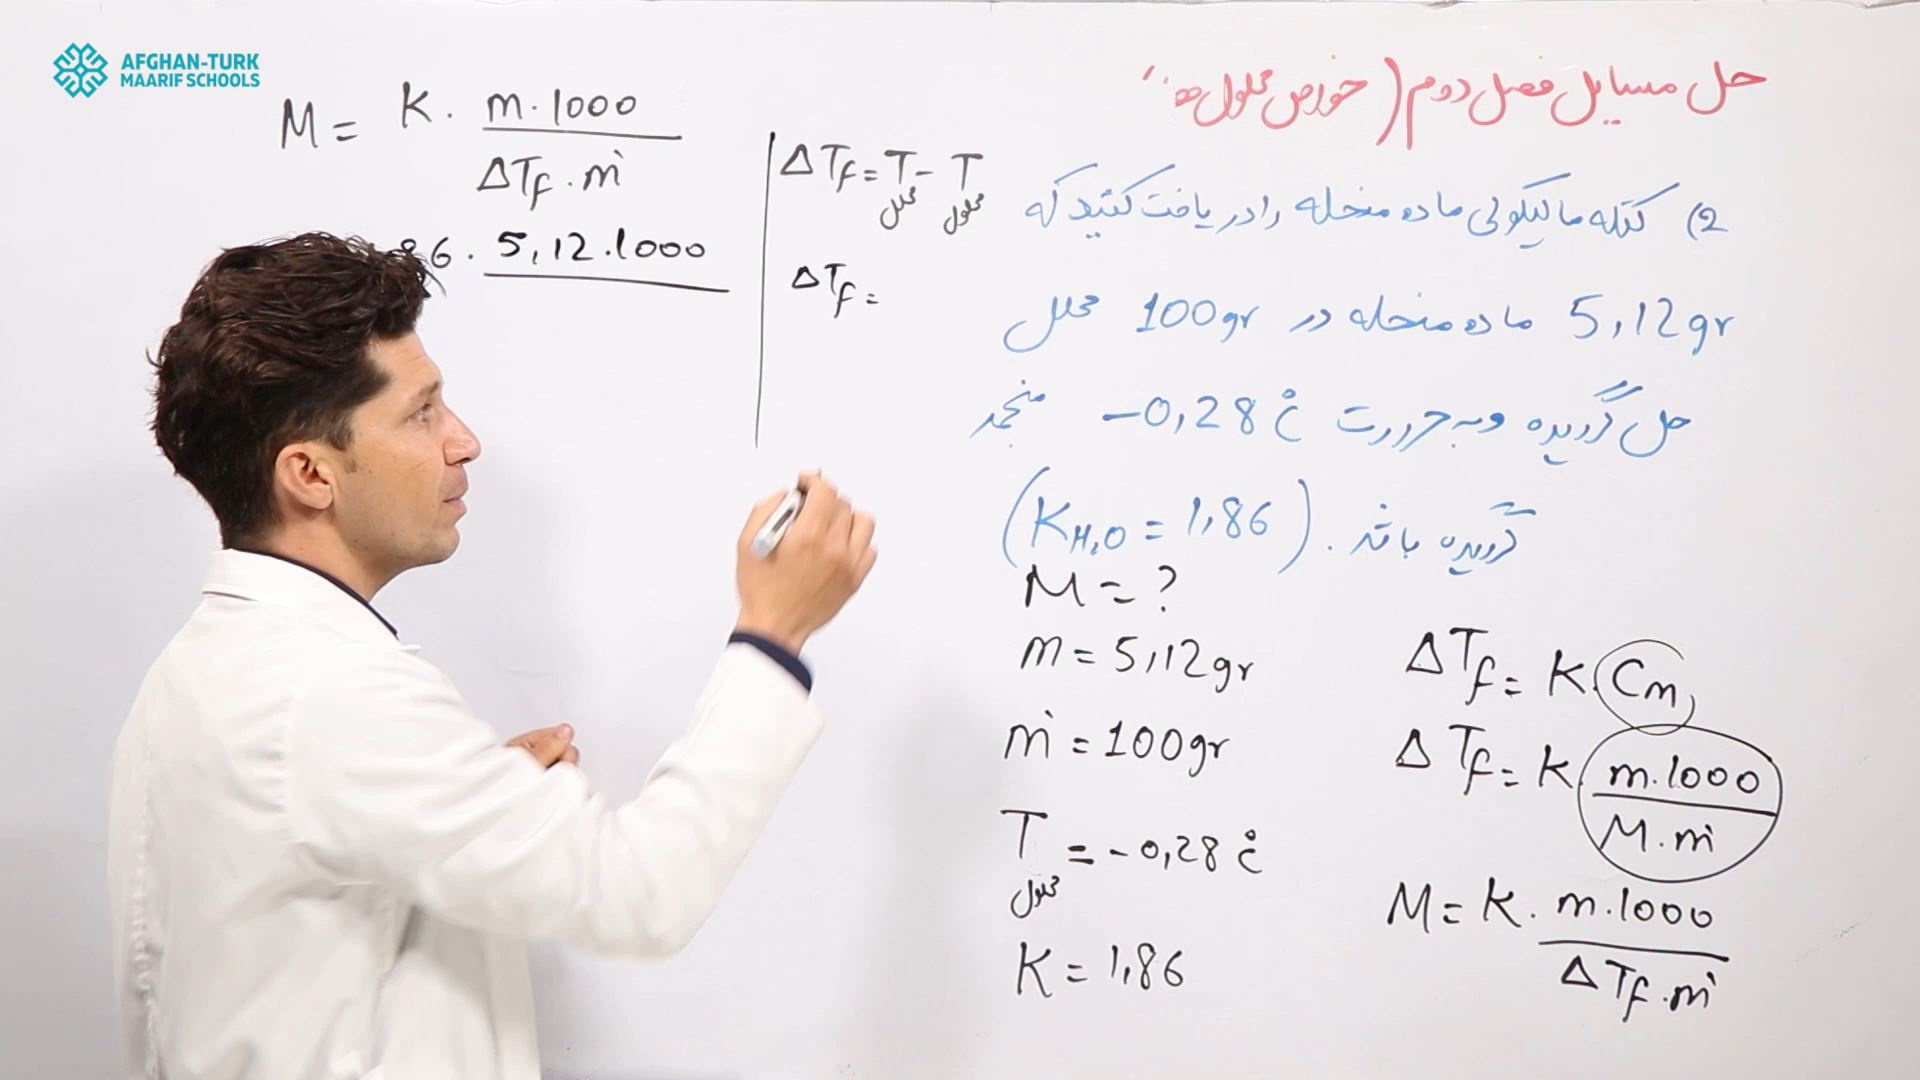 AFGHAN-TURK
MAARIF SCHOOLS
حل مسایل فصل دوم (خواص محلول ها)
2) کتله مالیکولی ماده منحله را دریافت کنید که
5,12gr ماده منحله در 100gr محلل
حل گردیده و به حرارت -0,28 C° منجمد
گردیده باشد. (K H2O = 1,86)
M = ?
m = 5,12gr
ṁ = 100gr
T محلول = -0,28 C°
K = 1,86
ΔTf = K.Cm
ΔTf = K. m.1000 / M.ṁ
M = K. m.1000 / ΔTf.ṁ
M = K. m.1000 / ΔTf.ṁ
86. 5,12.1000
ΔTf = T محلل - T محلول
ΔTf =